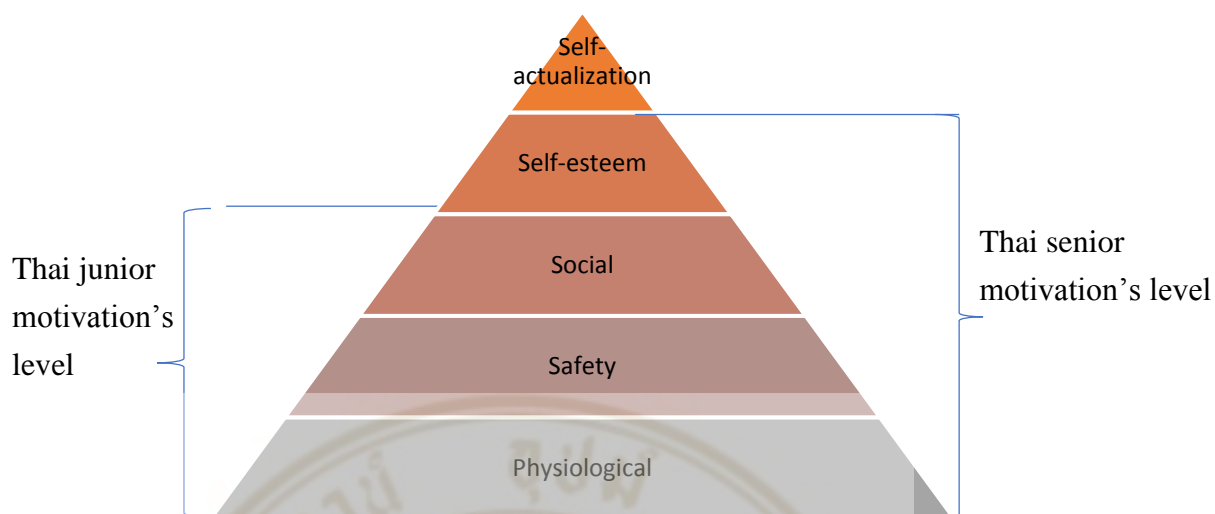 Self-
actualization
Self-esteem
Social
Safety
Physiological
Thai junior
motivation’s
level
Thai senior
motivation’s level